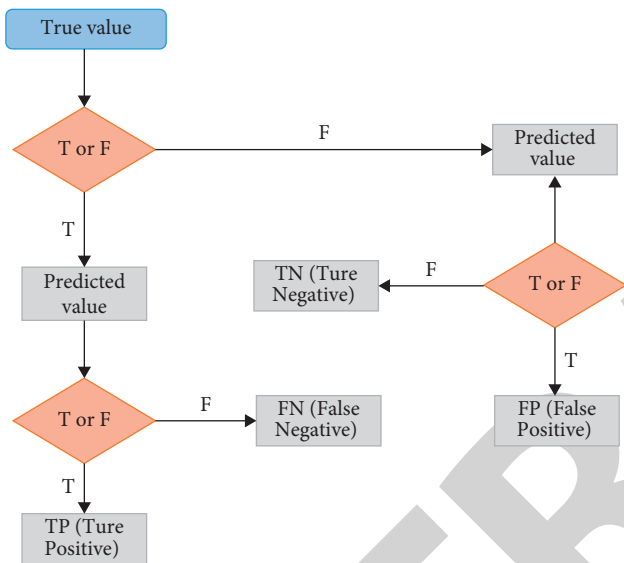 True value
T or F
F
Predicted
value
T
Predicted
value
TN (Ture
Negative)
F
T or F
T
T or F
F
FN (False
Negative)
FP (False
Positive)
T
TP (Ture
Positive)